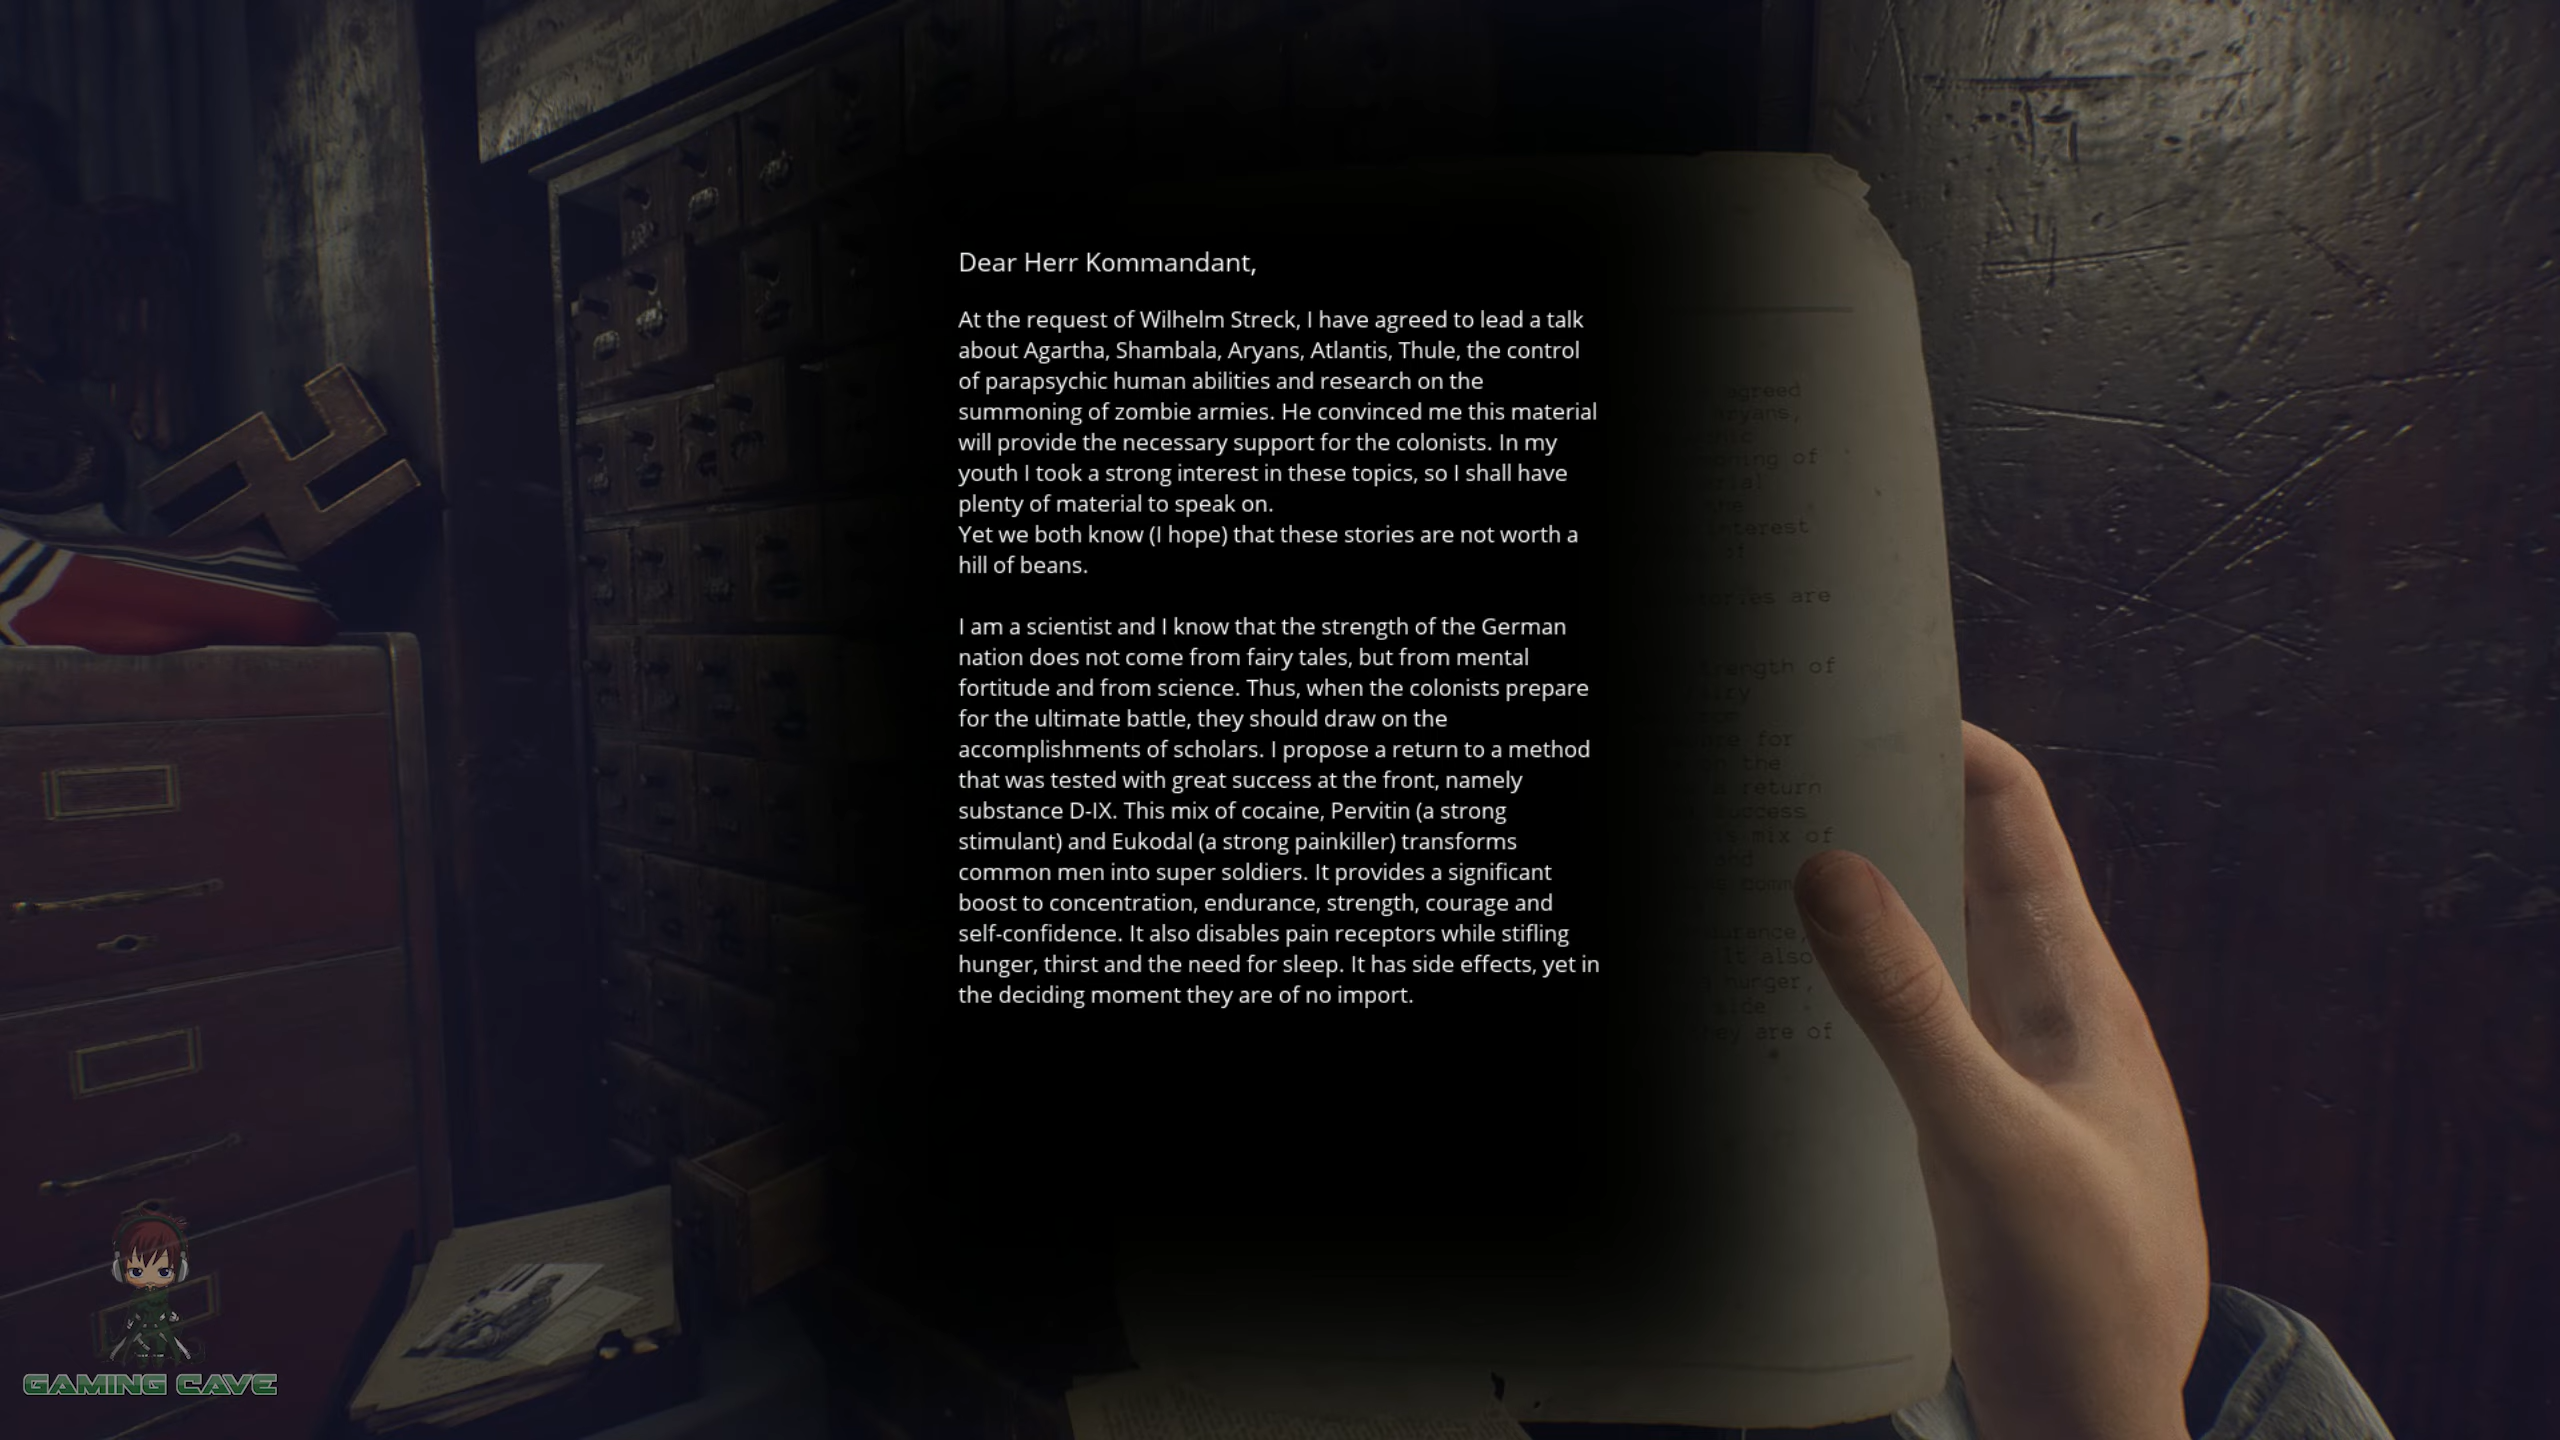 Dear Herr Kommandant,
At the request of Wilhelm Streck, I have agreed to lead a talk
about Agartha, Shambala, Aryans, Atlantis, Thule, the control
of parapsychic human abilities and research on the
summoning of zombie armies. He convinced me this material
will provide the necessary support for the colonists. In my
youth I took a strong interest in these topics, so I shall have
plenty of material to speak on.
Yet we both know (I hope) that these stories are not worth a
hill of beans.
I am a scientist and I know that the strength of the German
nation does not come from fairy tales, but from mental
fortitude and from science. Thus, when the colonists prepare
for the ultimate battle, they should draw on the
accomplishments of scholars. I propose a return to a method
that was tested with great success at the front, namely
substance D-IX. This mix of cocaine, Pervitin (a strong
stimulant) and Eukodal (a strong painkiller) transforms
common men into super soldiers. It provides a significant
boost to concentration, endurance, strength, courage and
self-confidence. It also disables pain receptors while stifling
hunger, thirst and the need for sleep. It has side effects, yet in
the deciding moment they are of no import.
GAMING CAVE